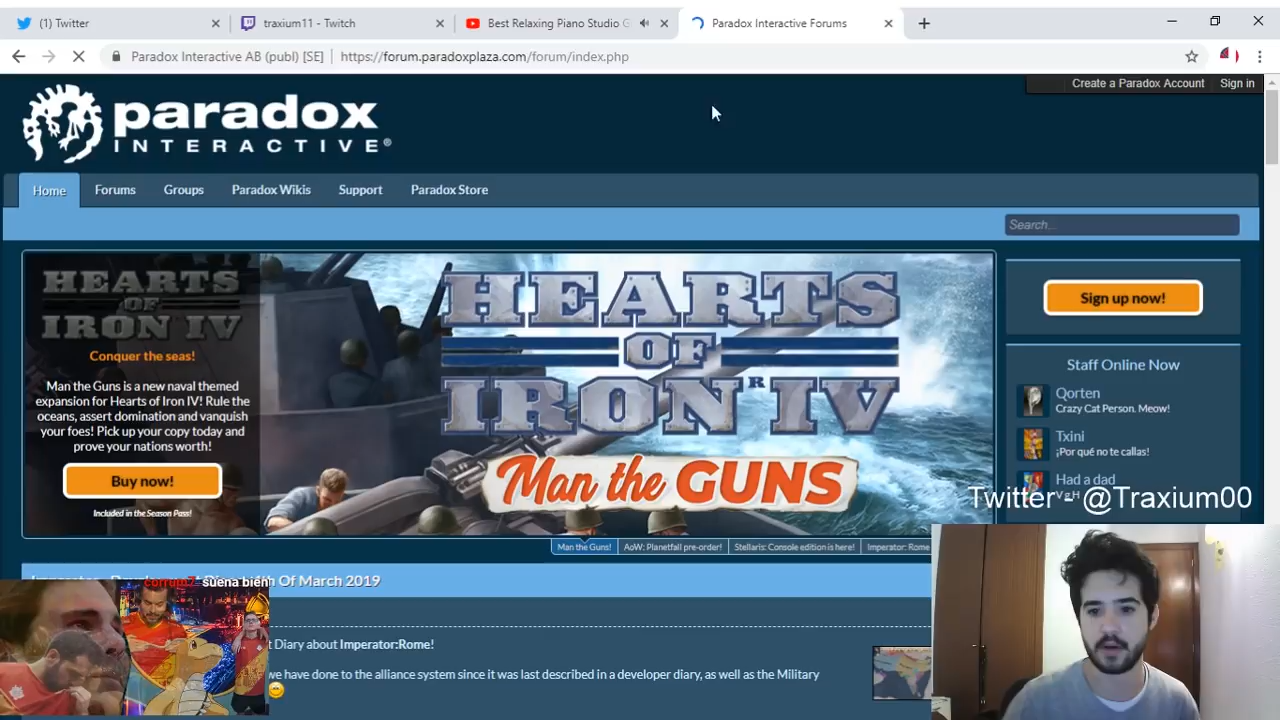 (1) Twitter
traxium11 - Twitch
Best Relaxing Piano Studio G
Paradox Interactive Forums
Paradox Interactive AB (publ) [SE]
https://forum.paradoxplaza.com/forum/index.php
Create a Paradox Account
Sign in
paradox
INTERACTIVE®
Home
Forums
Groups
Paradox Wikis
Support
Paradox Store
Search...
HEARTS
OF
IRON IV
Conquer the seas!
Man the Guns is a new naval themed
expansion for Hearts of Iron IV! Rule the
oceans, assert domination and vanquish
your foes! Pick up your copy today and
prove your nations worth!
Buy now!
Included in the Season Pass!
HEARTS
OF
IRON® IV
Man the GUNS
Man the Guns!
AoW: Planetfall pre-order!
Stellaris: Console edition is here!
Imperator: Rome
Sign up now!
Staff Online Now
Qorten
Crazy Cat Person. Meow!
Txini
¡Por qué no te callas!
Had a dad
Twitter - @Traxium00
Of March 2019
corruptz suena bien
t Diary about Imperator:Rome!
we have done to the alliance system since it was last described in a developer diary, as well as the Military